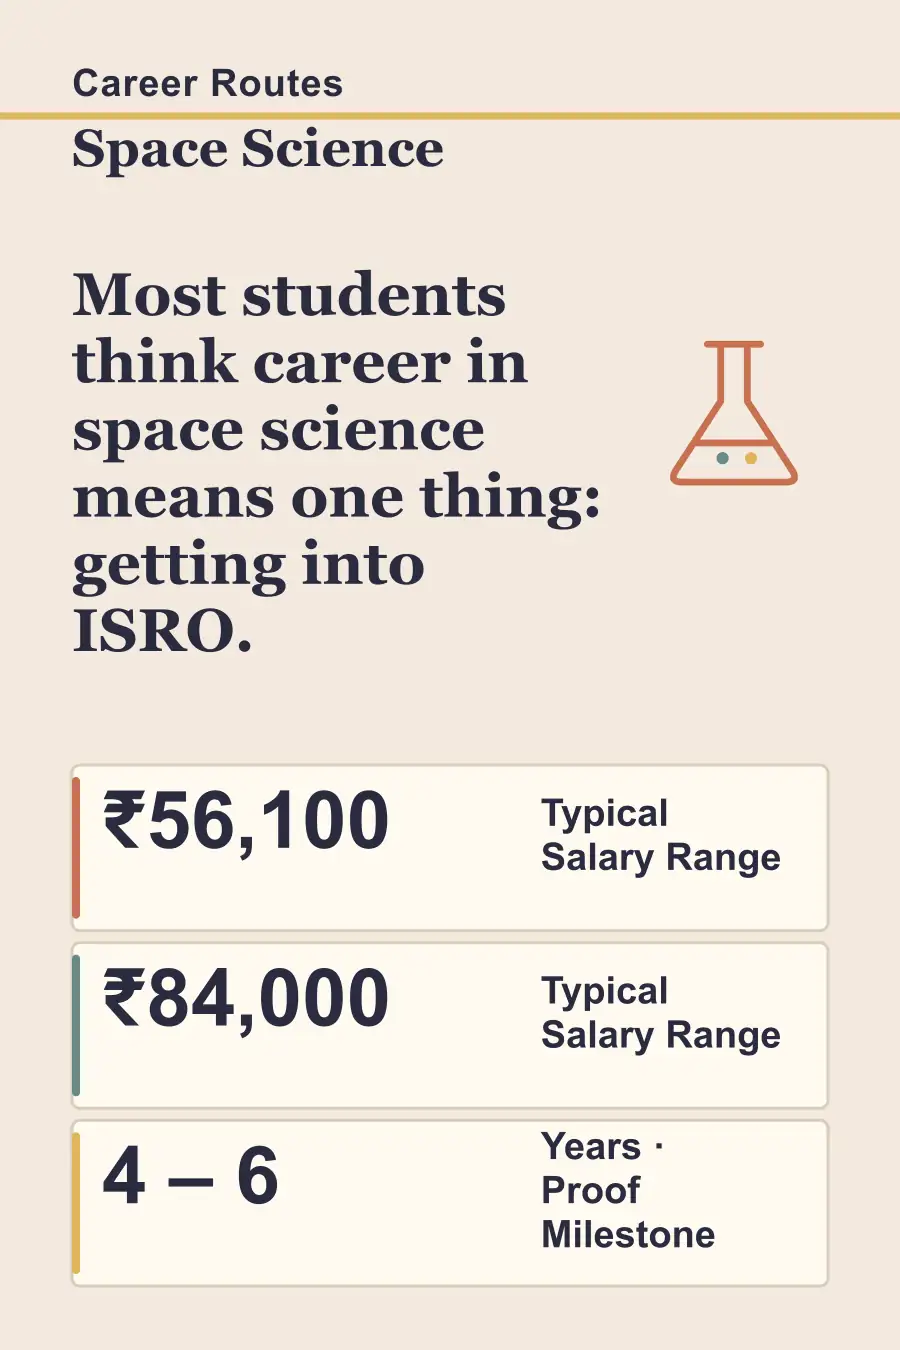 Career Routes
Space Science
Most students
think career in
space science
means one thing:
getting into
ISRO.
₹56,100
Typical
Salary Range
₹84,000
Typical
Salary Range
4 – 6
Years ·
Proof
Milestone